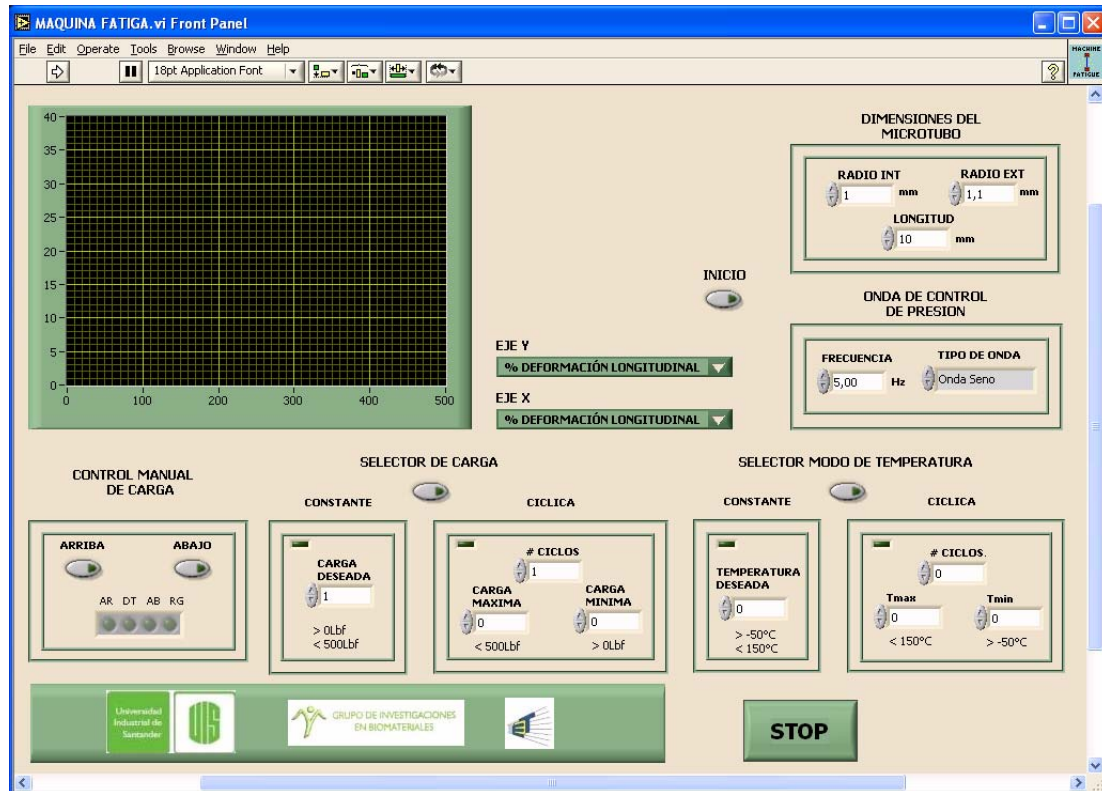 MAQUINA FATIGA.vi Front Panel
File Edit Operate Tools Browse Window Help
18pt Application Font
?
MACHINE
FATIGUE
40
35
30
25
20
15
10
5
0
0 100 200 300 400 500
DIMENSIONES DEL
MICROTUBO
RADIO INT RADIO EXT
1 mm 1,1 mm
LONGITUD
10 mm
INICIO
ONDA DE CONTROL
DE PRESION
FRECUENCIA TIPO DE ONDA
5,00 Hz Onda Seno
EJE Y
% DEFORMACIÓN LONGITUDINAL
EJE X
% DEFORMACIÓN LONGITUDINAL
CONTROL MANUAL
DE CARGA
ARRIBA ABAJO
AR DT AB RG
SELECTOR DE CARGA
CONSTANTE CICLICA
CARGA
DESEADA
1
> 0Lbf
< 500Lbf
# CICLOS
1
CARGA
MAXIMA
0
< 500Lbf
CARGA
MINIMA
0
> 0Lbf
SELECTOR MODO DE TEMPERATURA
CONSTANTE CICLICA
TEMPERATURA
DESEADA
0
> -50°C
< 150°C
# CICLOS.
0
Tmax Tmin
0 0
< 150°C > -50°C
Universidad
Industrial de
Santander
UIS
GRUPO DE INVESTIGACIONES
EN BIOMATERIALES
STOP